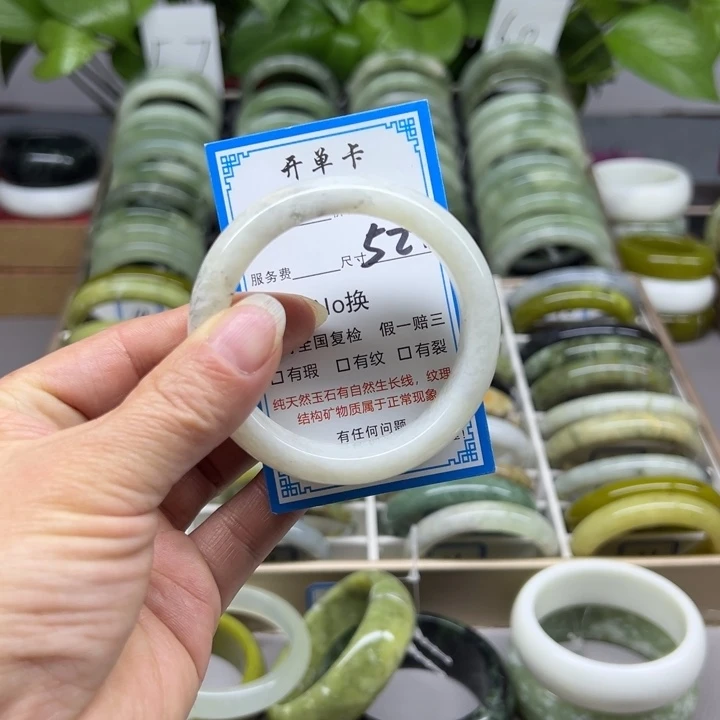 开单卡
服务费 尺寸 52
No换
全国复检 假一赔三
□有瑕 □有纹 □有裂
纯天然玉石有自然生长线，纹理
结构矿物质属于正常现象
有任何问题